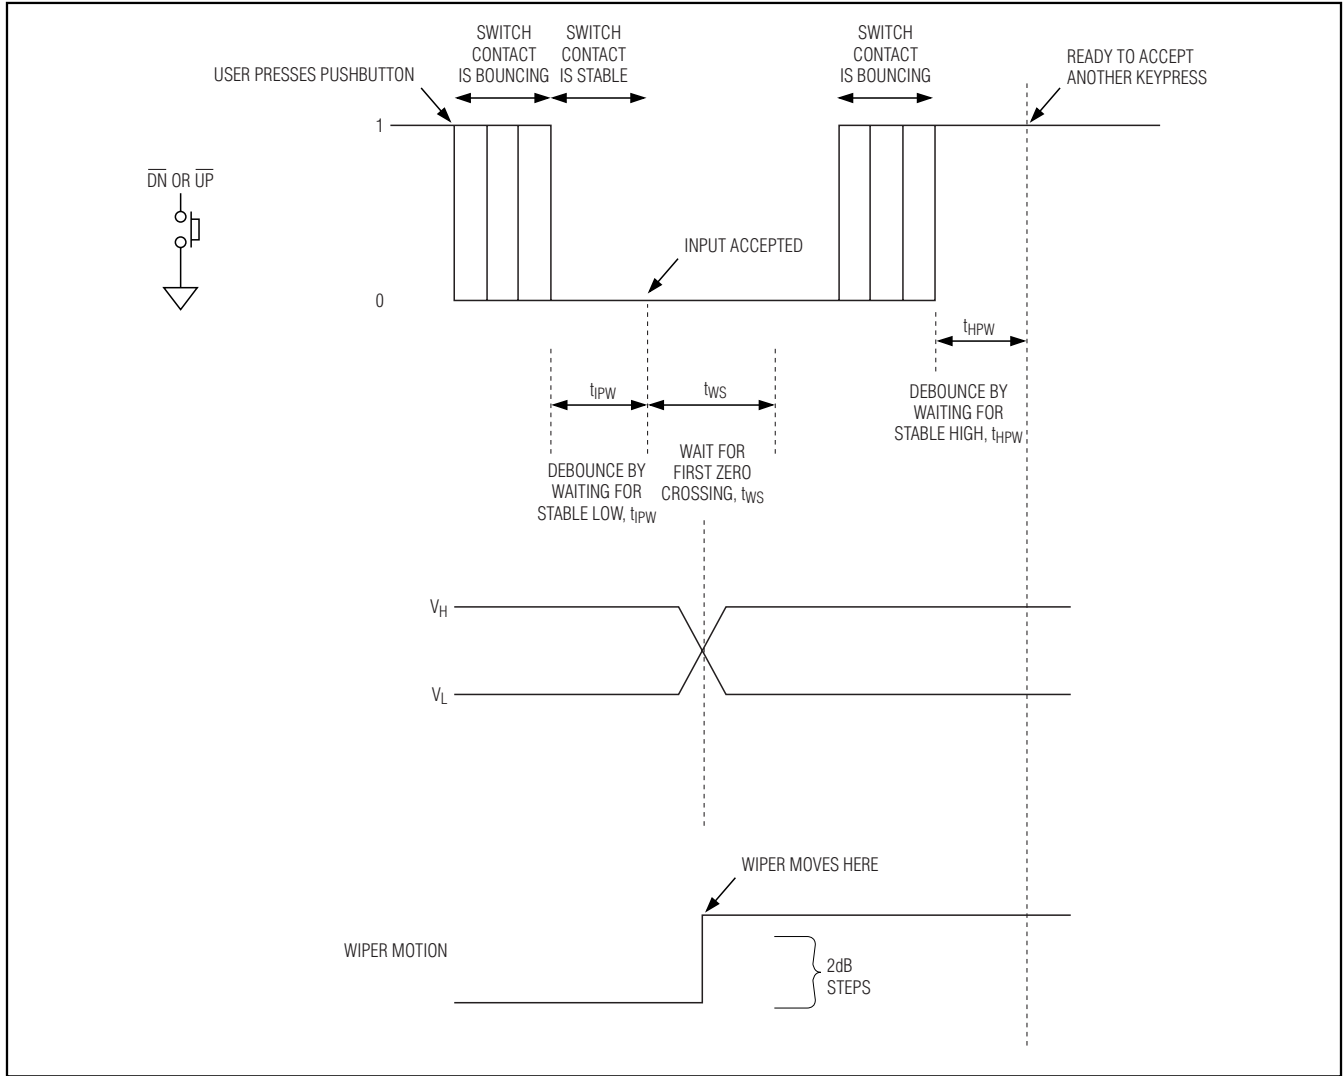 SWITCH
CONTACT
IS BOUNCING
SWITCH
CONTACT
IS STABLE
SWITCH
CONTACT
IS BOUNCING
USER PRESSES PUSHBUTTON
READY TO ACCEPT
ANOTHER KEYPRESS
1
DN OR UP
INPUT ACCEPTED
0
tHPW
tIPW
tWS
DEBOUNCE BY
WAITING FOR
STABLE HIGH, tHPW
DEBOUNCE BY
WAITING FOR
STABLE LOW, tIPW
WAIT FOR
FIRST ZERO
CROSSING, tWS
VH
VL
WIPER MOVES HERE
WIPER MOTION
2dB
STEPS